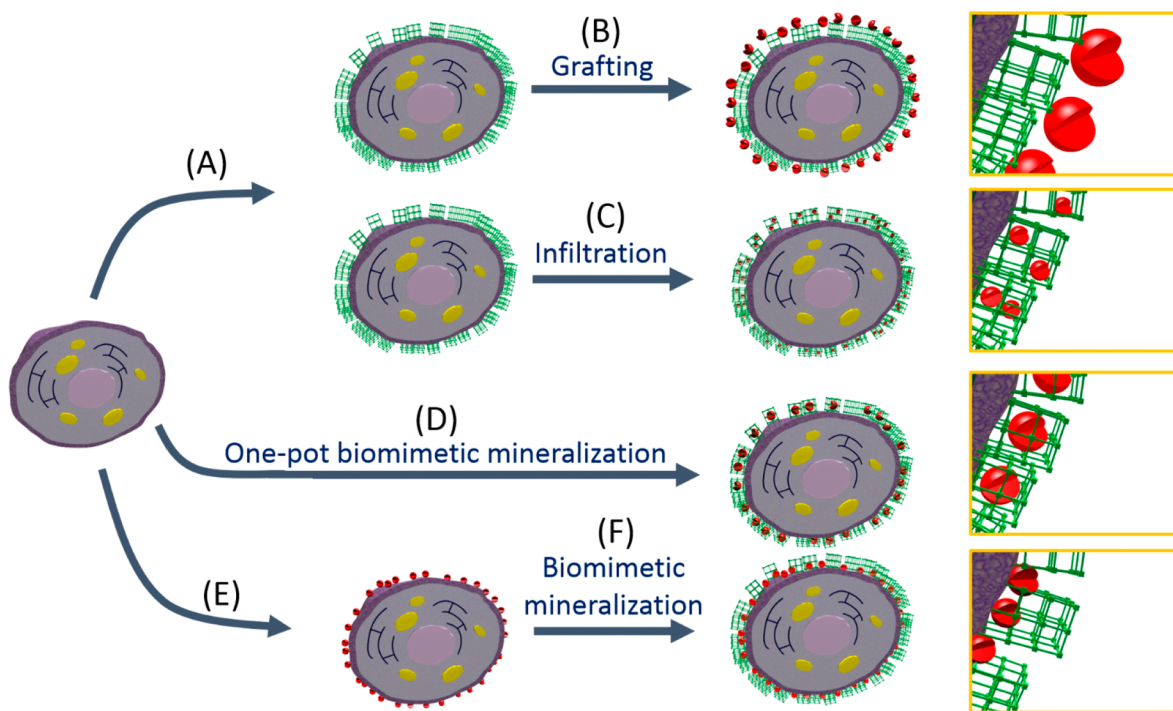 (B)
Grafting
(A)
(C)
Infiltration
(D)
One-pot biomimetic mineralization
(F)
(E)
Biomimetic
mineralization